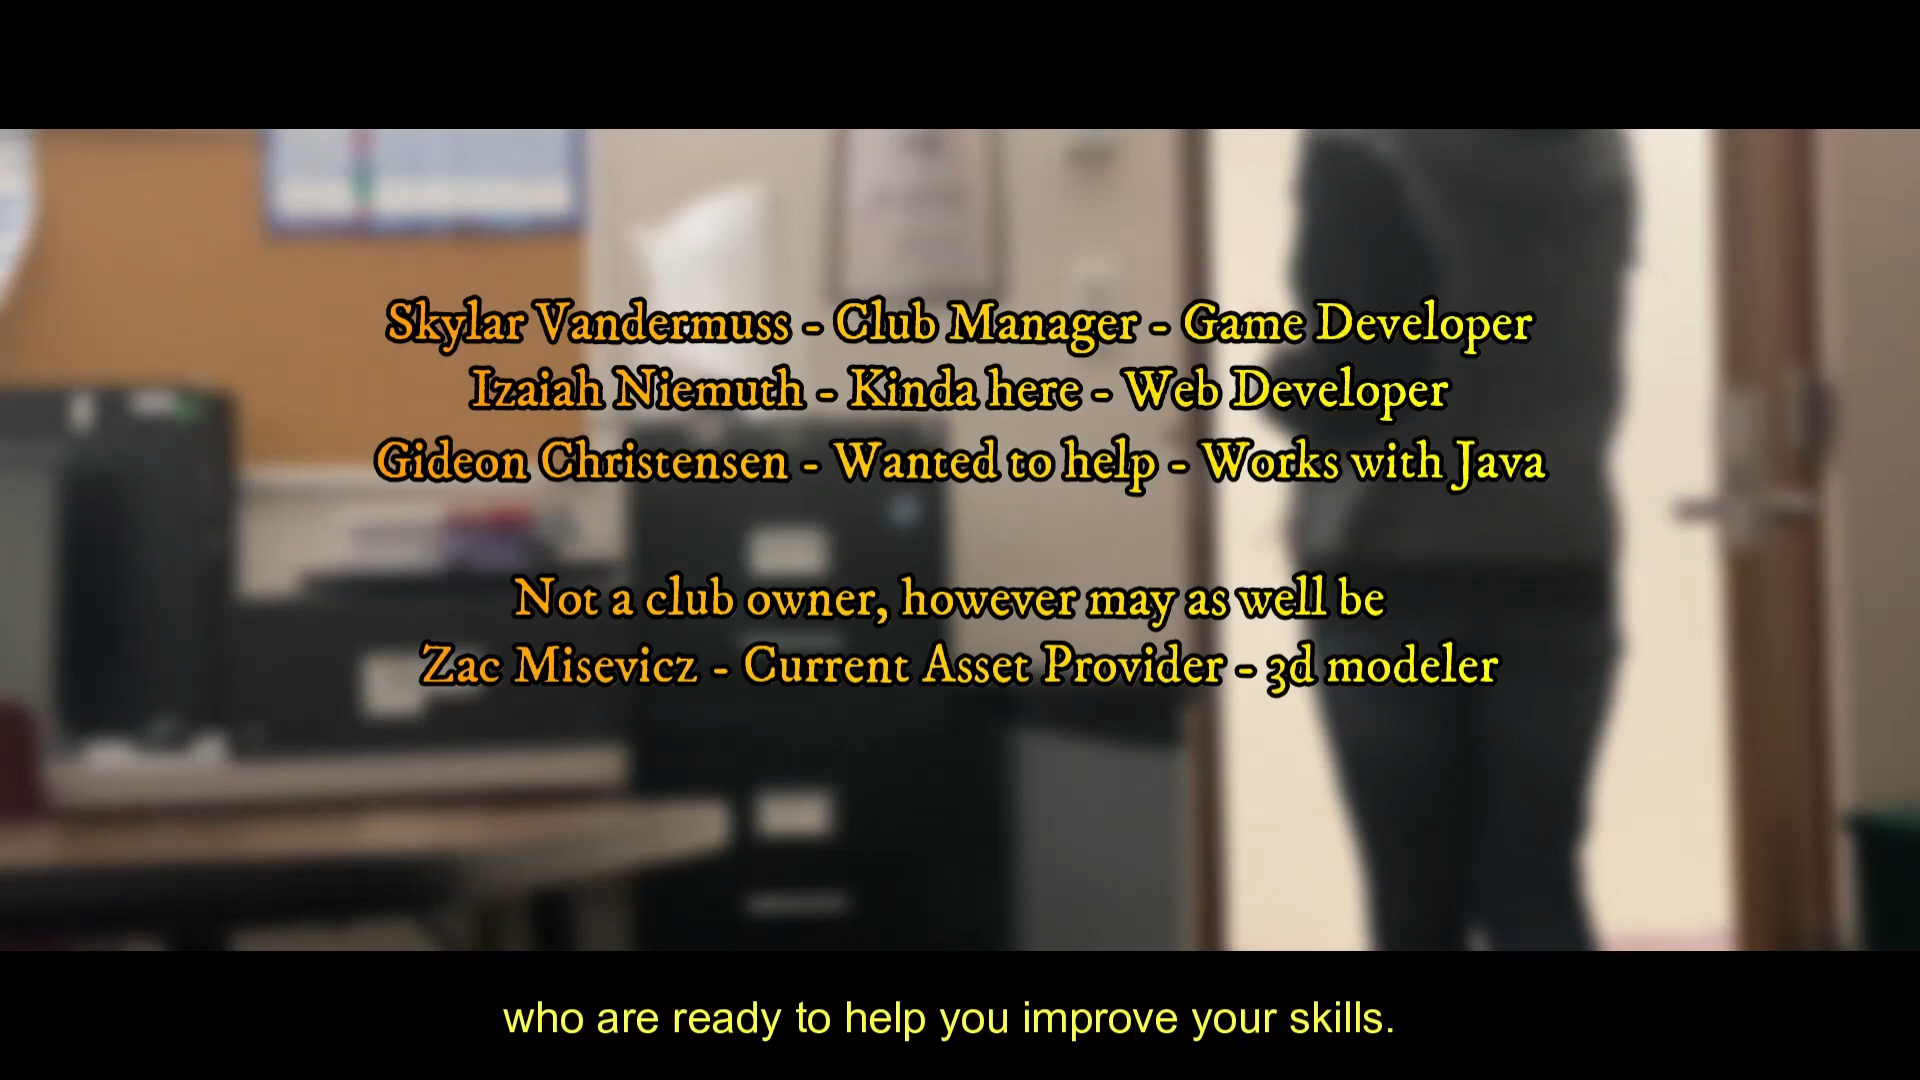 Skylar Vandermuss - Club Manager - Game Developer
Izaiah Niemuth - Kinda here - Web Developer
Gideon Christensen - Wanted to help - Works with Java
Not a club owner, however may as well be
Zac Misevicz - Current Asset Provider - 3d modeler
who are ready to help you improve your skills.